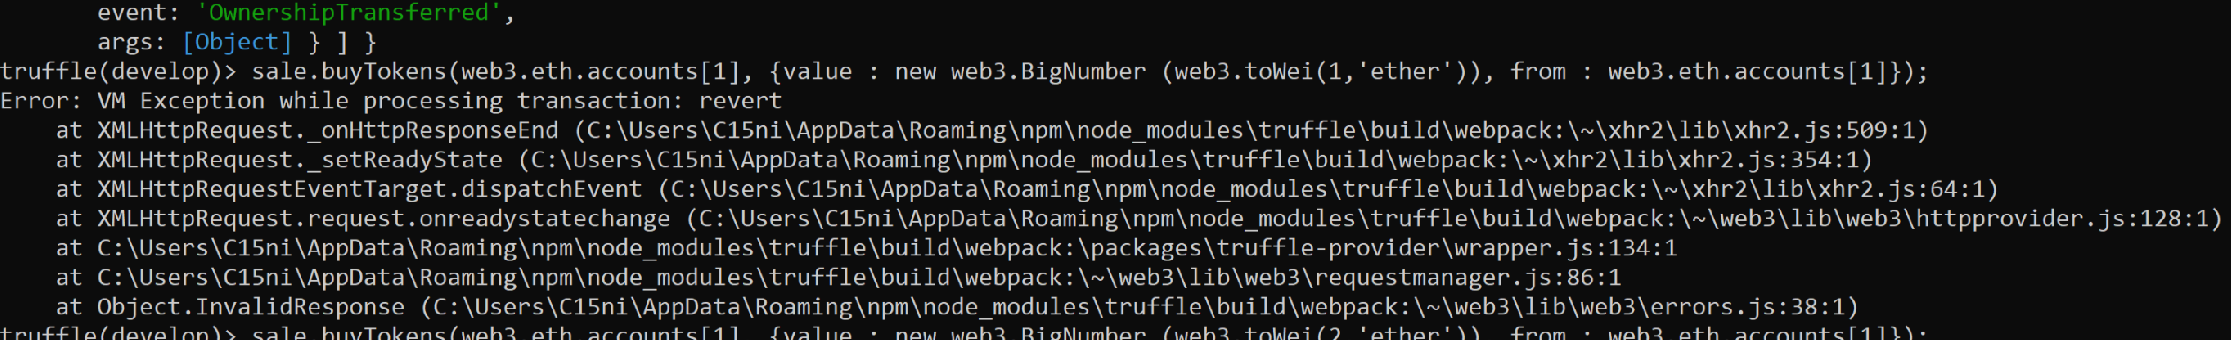 event: 'OwnershipTransferred',
args: [Object] } ] }
truffle(develop)> sale.buyTokens(web3.eth.accounts[1], {value : new web3.BigNumber (web3.toWei(1,'ether')), from : web3.eth.accounts[1]});
Error: VM Exception while processing transaction: revert
at XMLHttpRequest._onHttpResponseEnd (C:\Users\C15ni\AppData\Roaming\npm\node_modules\truffle\build\webpack:\~\xhr2\lib\xhr2.js:509:1)
at XMLHttpRequest._setReadyState (C:\Users\C15ni\AppData\Roaming\npm\node_modules\truffle\build\webpack:\~\xhr2\lib\xhr2.js:354:1)
at XMLHttpRequestEventTarget.dispatchEvent (C:\Users\C15ni\AppData\Roaming\npm\node_modules\truffle\build\webpack:\~\xhr2\lib\xhr2.js:64:1)
at XMLHttpRequest.request.onreadystatechange (C:\Users\C15ni\AppData\Roaming\npm\node_modules\truffle\build\webpack:\~\web3\lib\web3\httpprovider.js:128:1)
at C:\Users\C15ni\AppData\Roaming\npm\node_modules\truffle\build\webpack:\packages\truffle-provider\wrapper.js:134:1
at C:\Users\C15ni\AppData\Roaming\npm\node_modules\truffle\build\webpack:\~\web3\lib\web3\requestmanager.js:86:1
at Object.InvalidResponse (C:\Users\C15ni\AppData\Roaming\npm\node_modules\truffle\build\webpack:\~\web3\lib\web3\errors.js:38:1)
truffle(develop)> sale.buyTokens(web3.eth.accounts[1], {value : new web3.BigNumber (web3.toWei(2,'ether')), from : web3.eth.accounts[1]});